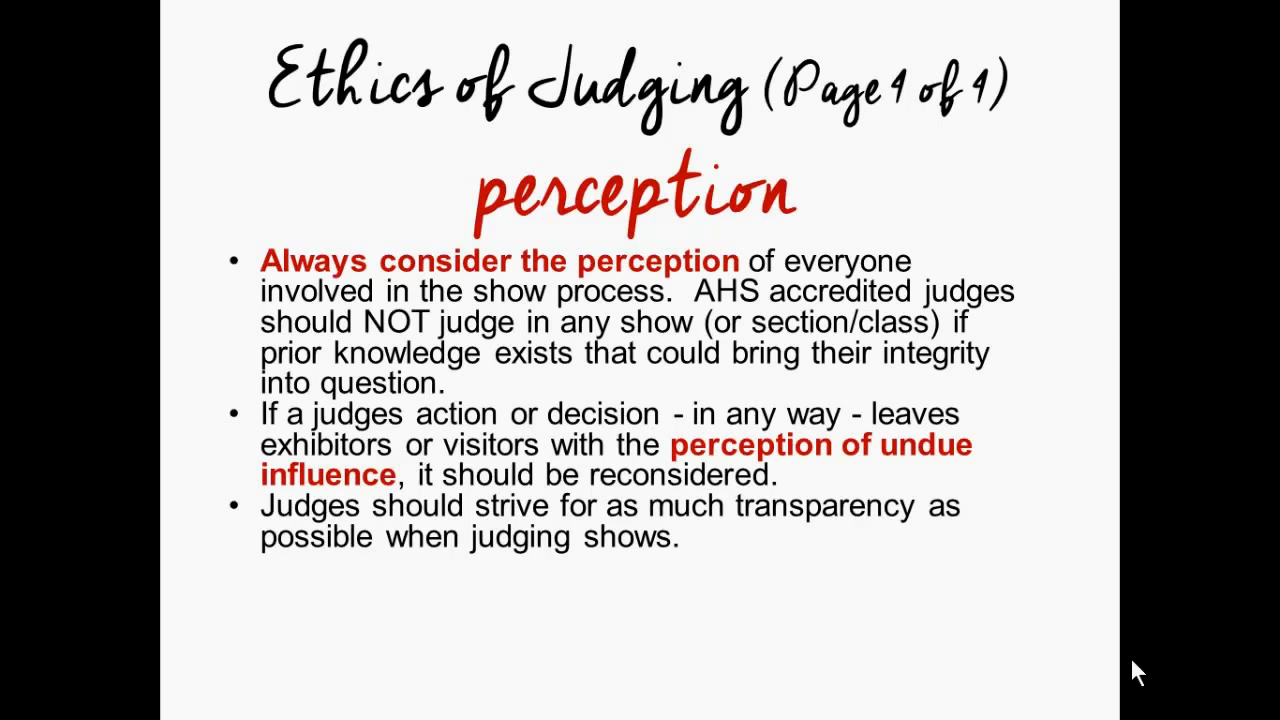 Ethics of Judging (Page 4 of 4)
perception
• Always consider the perception of everyone
involved in the show process. AHS accredited judges
should NOT judge in any show (or section/class) if
prior knowledge exists that could bring their integrity
into question.
• If a judges action or decision - in any way - leaves
exhibitors or visitors with the perception of undue
influence, it should be reconsidered.
• Judges should strive for as much transparency as
possible when judging shows.